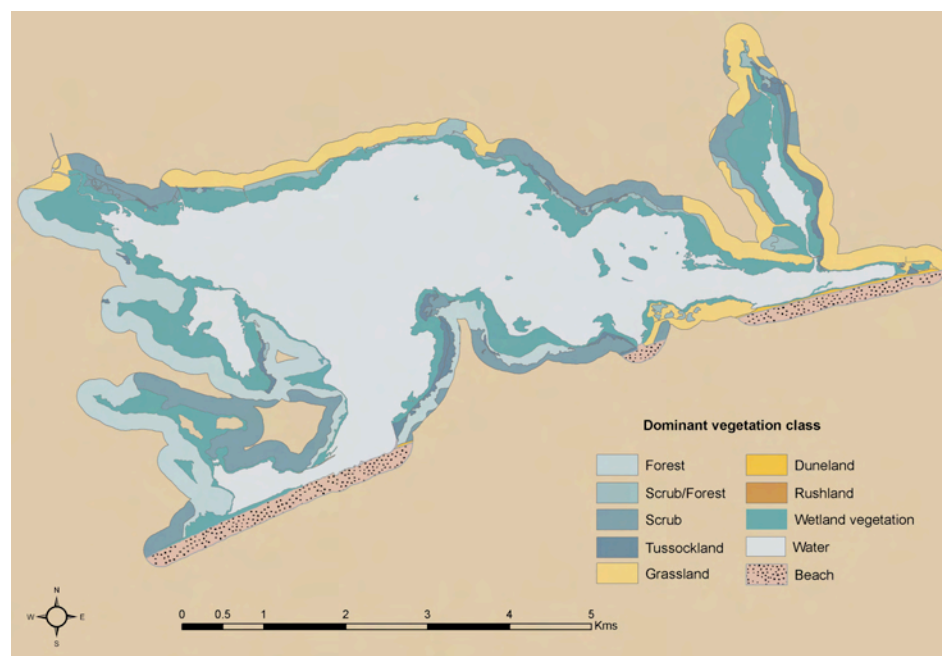 Dominant vegetation class
Forest
Scrub/Forest
Scrub
Tussockland
Grassland
Duneland
Rushland
Wetland vegetation
Water
Beach
N
W E
S
0 0.5 1 2 3 4 5
Kms